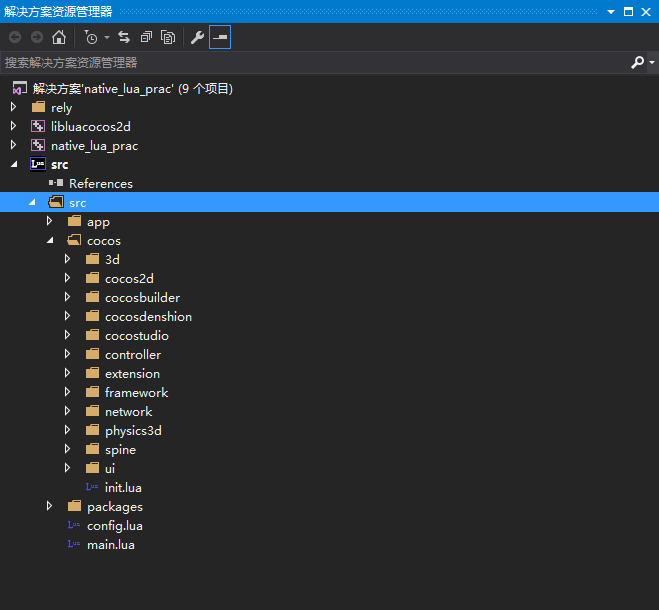 解决方案资源管理器
搜索解决方案资源管理器
解决方案'native_lua_prac' (9 个项目)
rely
libluacocos2d
native_lua_prac
src
References
src
app
cocos
3d
cocos2d
cocosbuilder
cocosdenshion
cocostudio
controller
extension
framework
network
physics3d
spine
ui
init.lua
packages
config.lua
main.lua